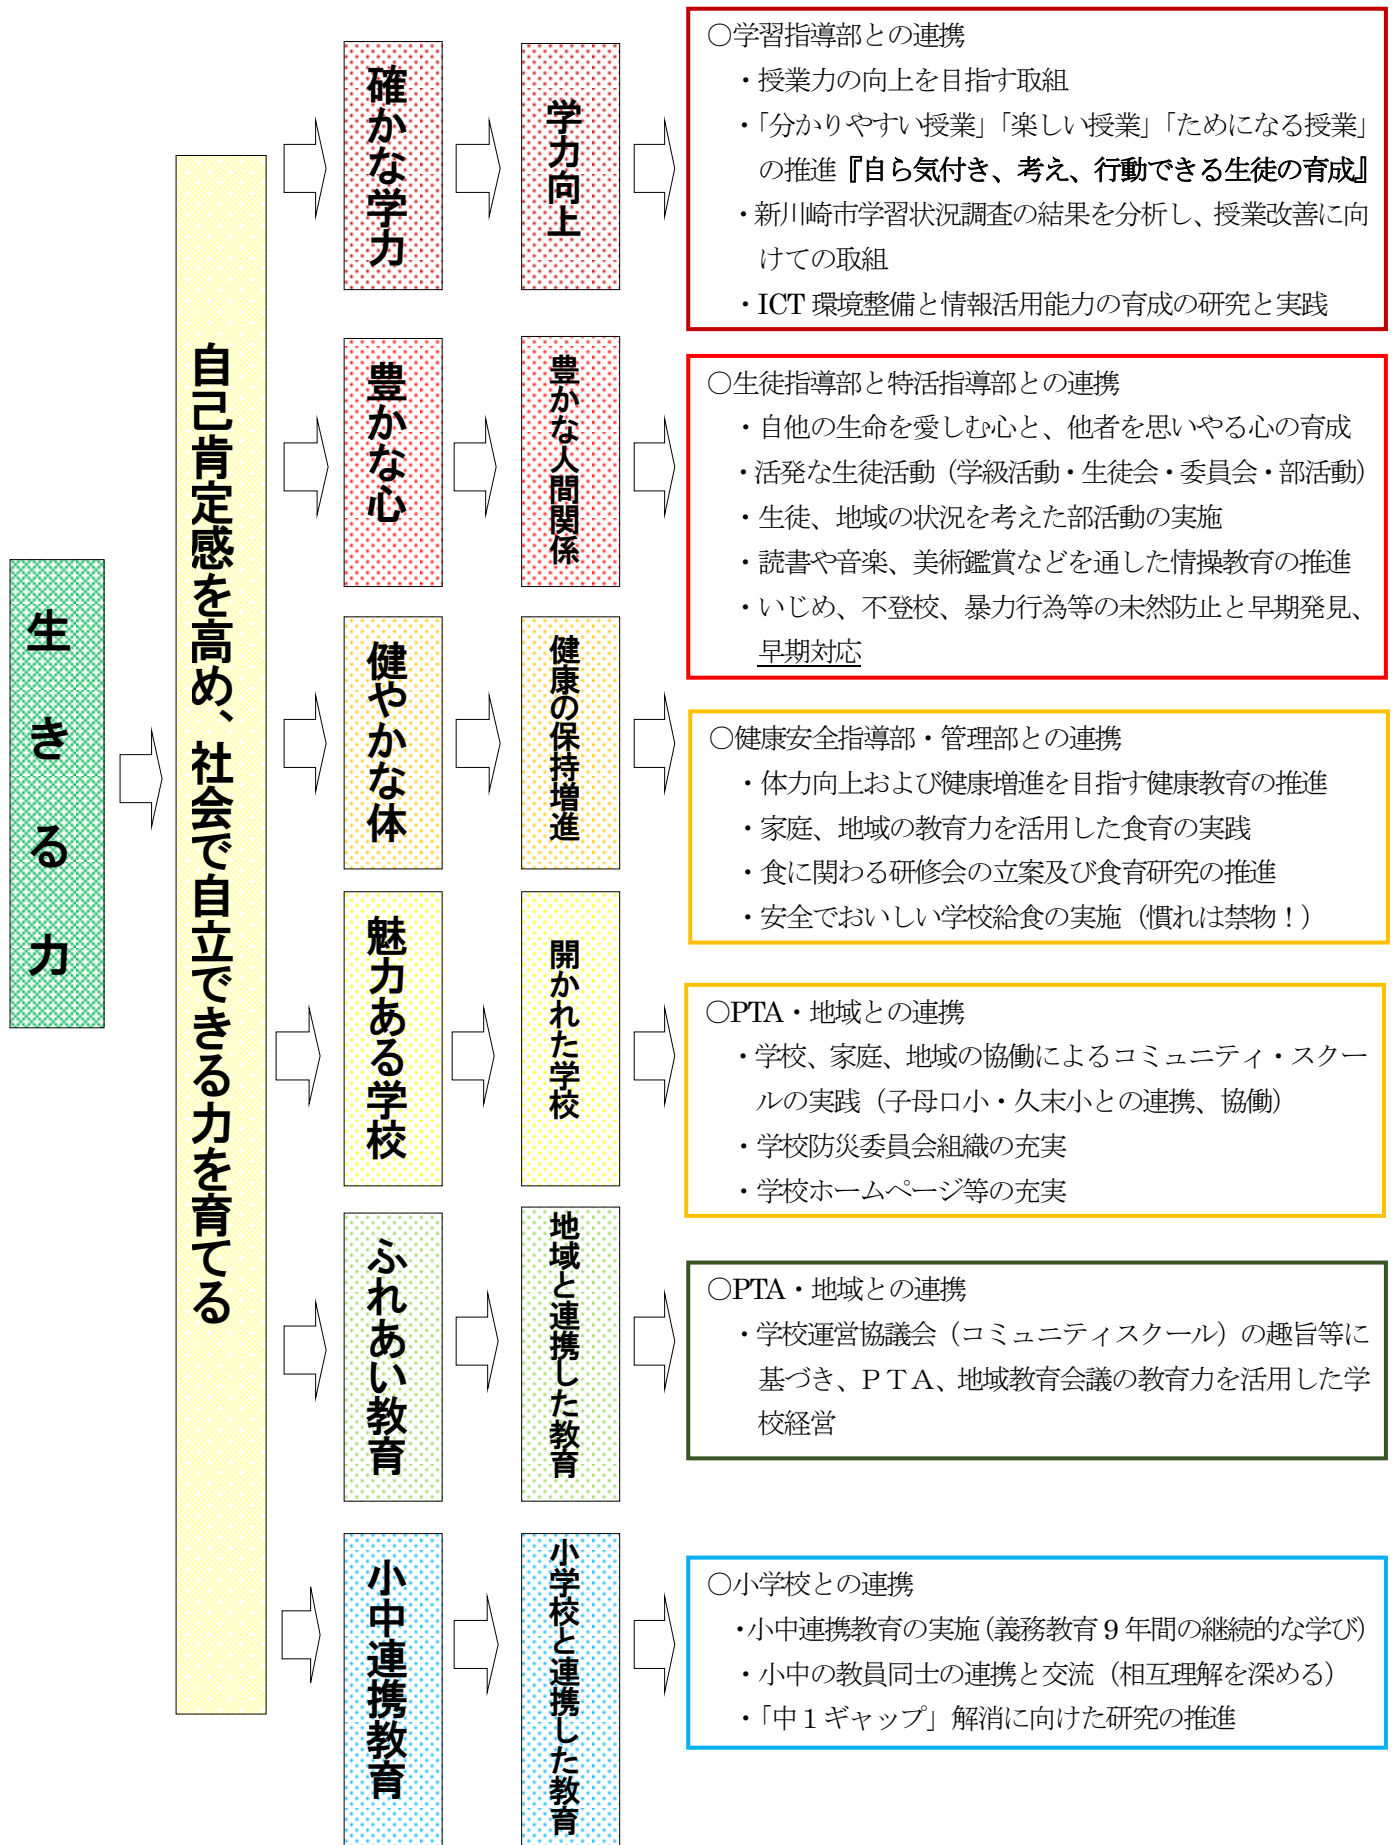 生きる力
自己肯定感を高め、社会で自立できる力を育てる
確かな学力
学力向上
○学習指導部との連携
・授業力の向上を目指す取組
・「分かりやすい授業」「楽しい授業」「ためになる授業」
の推進『自ら気付き、考え、行動できる生徒の育成』
・新川崎市学習状況調査の結果を分析し、授業改善に向
けての取組
・ICT 環境整備と情報活用能力の育成の研究と実践
豊かな心
豊かな人間関係
○生徒指導部と特活指導部との連携
・自他の生命を愛しむ心と、他者を思いやる心の育成
・活発な生徒活動（学級活動・生徒会・委員会・部活動）
・生徒、地域の状況を考えた部活動の実施
・読書や音楽、美術鑑賞などを通した情操教育の推進
・いじめ、不登校、暴力行為等の未然防止と早期発見、
早期対応
健やかな体
健康の保持増進
○健康安全指導部・管理部との連携
・体力向上および健康増進を目指す健康教育の推進
・家庭、地域の教育力を活用した食育の実践
・食に関わる研修会の立案及び食育研究の推進
・安全でおいしい学校給食の実施（慣れは禁物！）
魅力ある学校
開かれた学校
○PTA・地域との連携
・学校、家庭、地域の協働によるコミュニティ・スクー
ルの実践（子母口小・久末小との連携、協働）
・学校防災委員会組織の充実
・学校ホームページ等の充実
ふれあい教育
地域と連携した教育
○PTA・地域との連携
・学校運営協議会（コミュニティスクール）の趣旨等に
基づき、ＰＴＡ、地域教育会議の教育力を活用した学
校経営
小中連携教育
小学校と連携した教育
○小学校との連携
・小中連携教育の実施（義務教育 9 年間の継続的な学び）
・小中の教員同士の連携と交流（相互理解を深める）
・「中１ギャップ」解消に向けた研究の推進